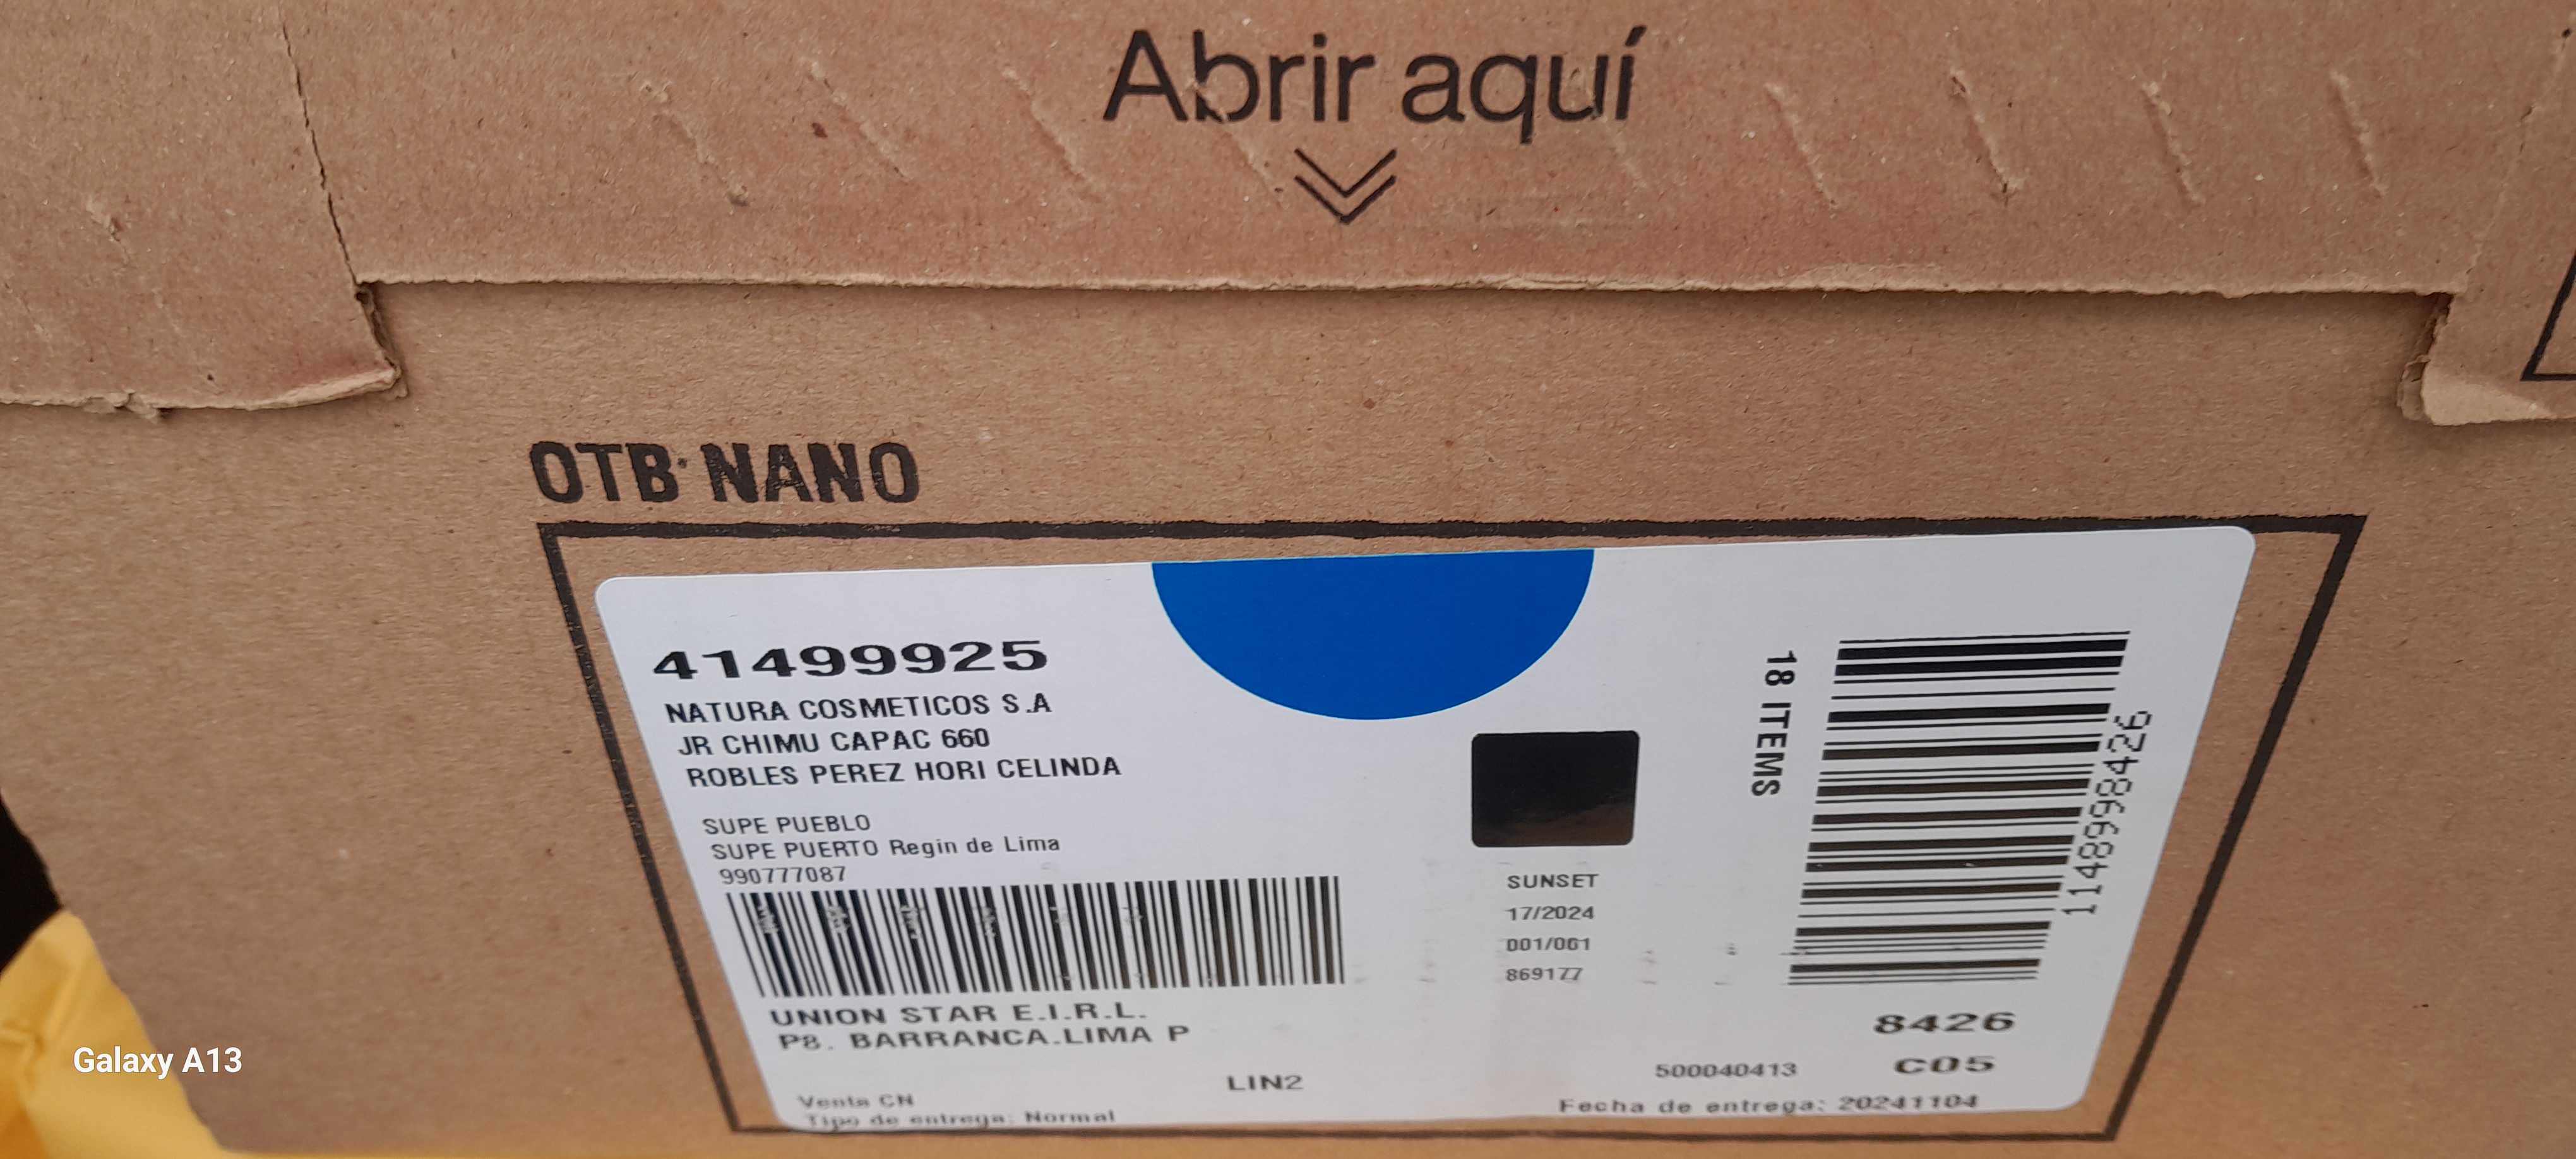 Abrir aquí
OTB NANO
41499925
NATURA COSMETICOS S.A
JR CHIMU CAPAC 660
ROBLES PEREZ HORI CELINDA
SUPE PUEBLO
SUPE PUERTO Regin de Lima
990777087
UNION STAR E.I.R.L.
P8. BARRANCA.LIMA P
LIN2
Venta CN
Tipo de entrega: Normal
SUNSET
17/2024
001/061
869177
18 ITEMS
1148998426
8426
500040413
C05
Fecha de entrega: 20241104
Galaxy A13